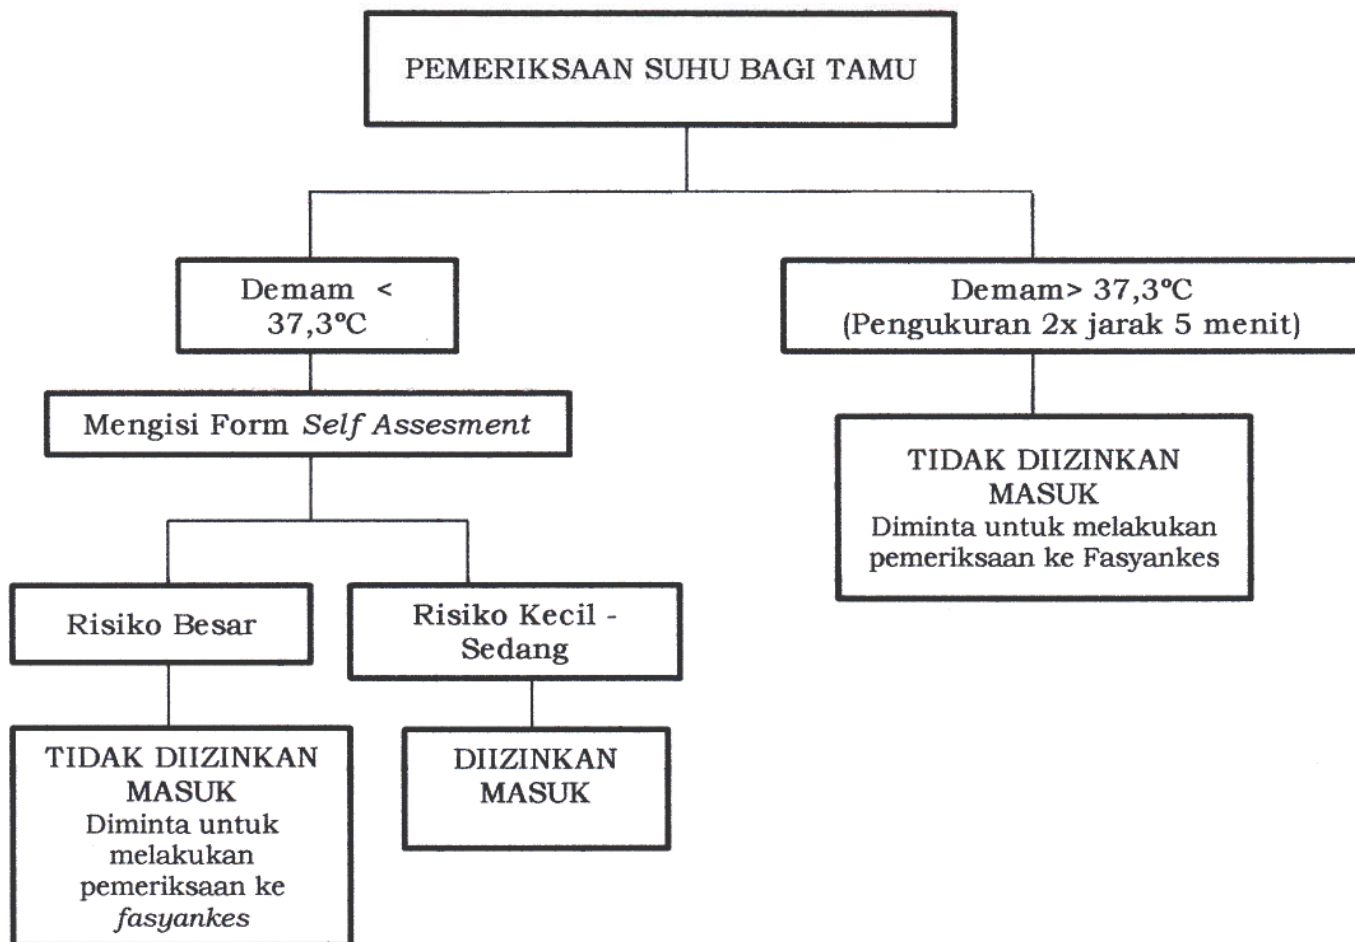 PEMERIKSAAN SUHU BAGI TAMU
Demam <
37,3°C
Demam> 37,3°C
(Pengukuran 2x jarak 5 menit)
Mengisi Form Self Assesment
TIDAK DIIZINKAN
MASUK
Diminta untuk melakukan
pemeriksaan ke Fasyankes
Risiko Besar
Risiko Kecil -
Sedang
TIDAK DIIZINKAN
MASUK
Diminta untuk
melakukan
pemeriksaan ke
fasyankes
DIIZINKAN
MASUK